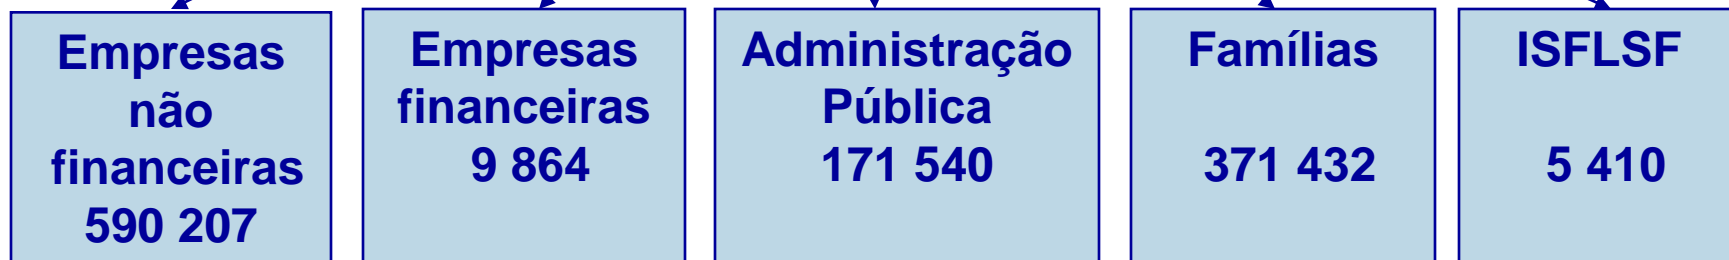 Empresas
não
financeiras
590 207
Empresas
financeiras
9 864
Administração
Pública
171 540
Famílias
371 432
ISFLSF
5 410